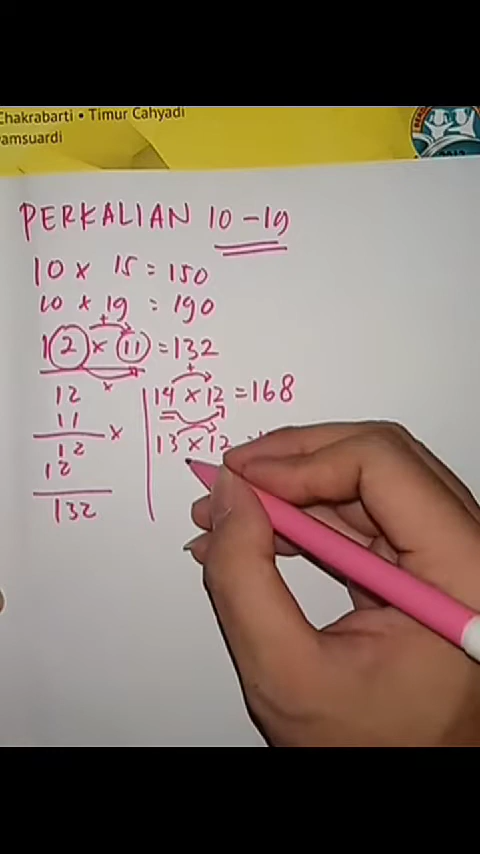 Chakrabarti • Timur Cahyadi
amsuardi
PERKALIAN 10-19
10 x 15 = 150
10 x 19 = 190
+
12 x 11 = 132
x
12
11
x
12
12
132
+
14 x 12 = 168
13 x 12 =